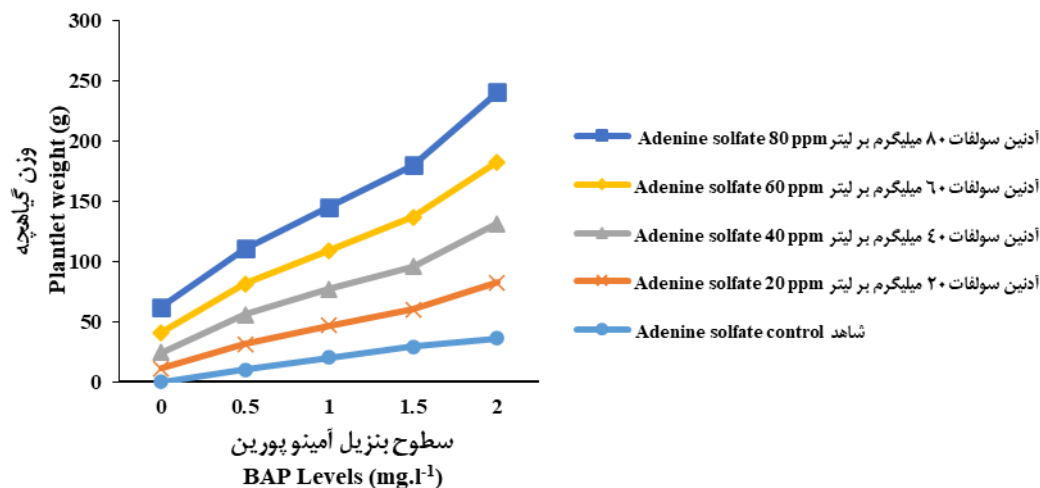 300
250
200
150
100
50
0
وزن گیاهچه
Plantlet weight (g)
0 0.5 1 1.5 2
سطوح بنزیل آمینو پورین
BAP Levels (mg.l-1)
آدنین سولفات ۸۰ میلیگرم بر لیتر Adenine solfate 80 ppm
آدنین سولفات ٦۰ میلیگرم بر لیتر Adenine solfate 60 ppm
آدنین سولفات ٤۰ میلیگرم بر لیتر Adenine solfate 40 ppm
آدنین سولفات ۲۰ میلیگرم بر لیتر Adenine solfate 20 ppm
شاهد Adenine solfate control